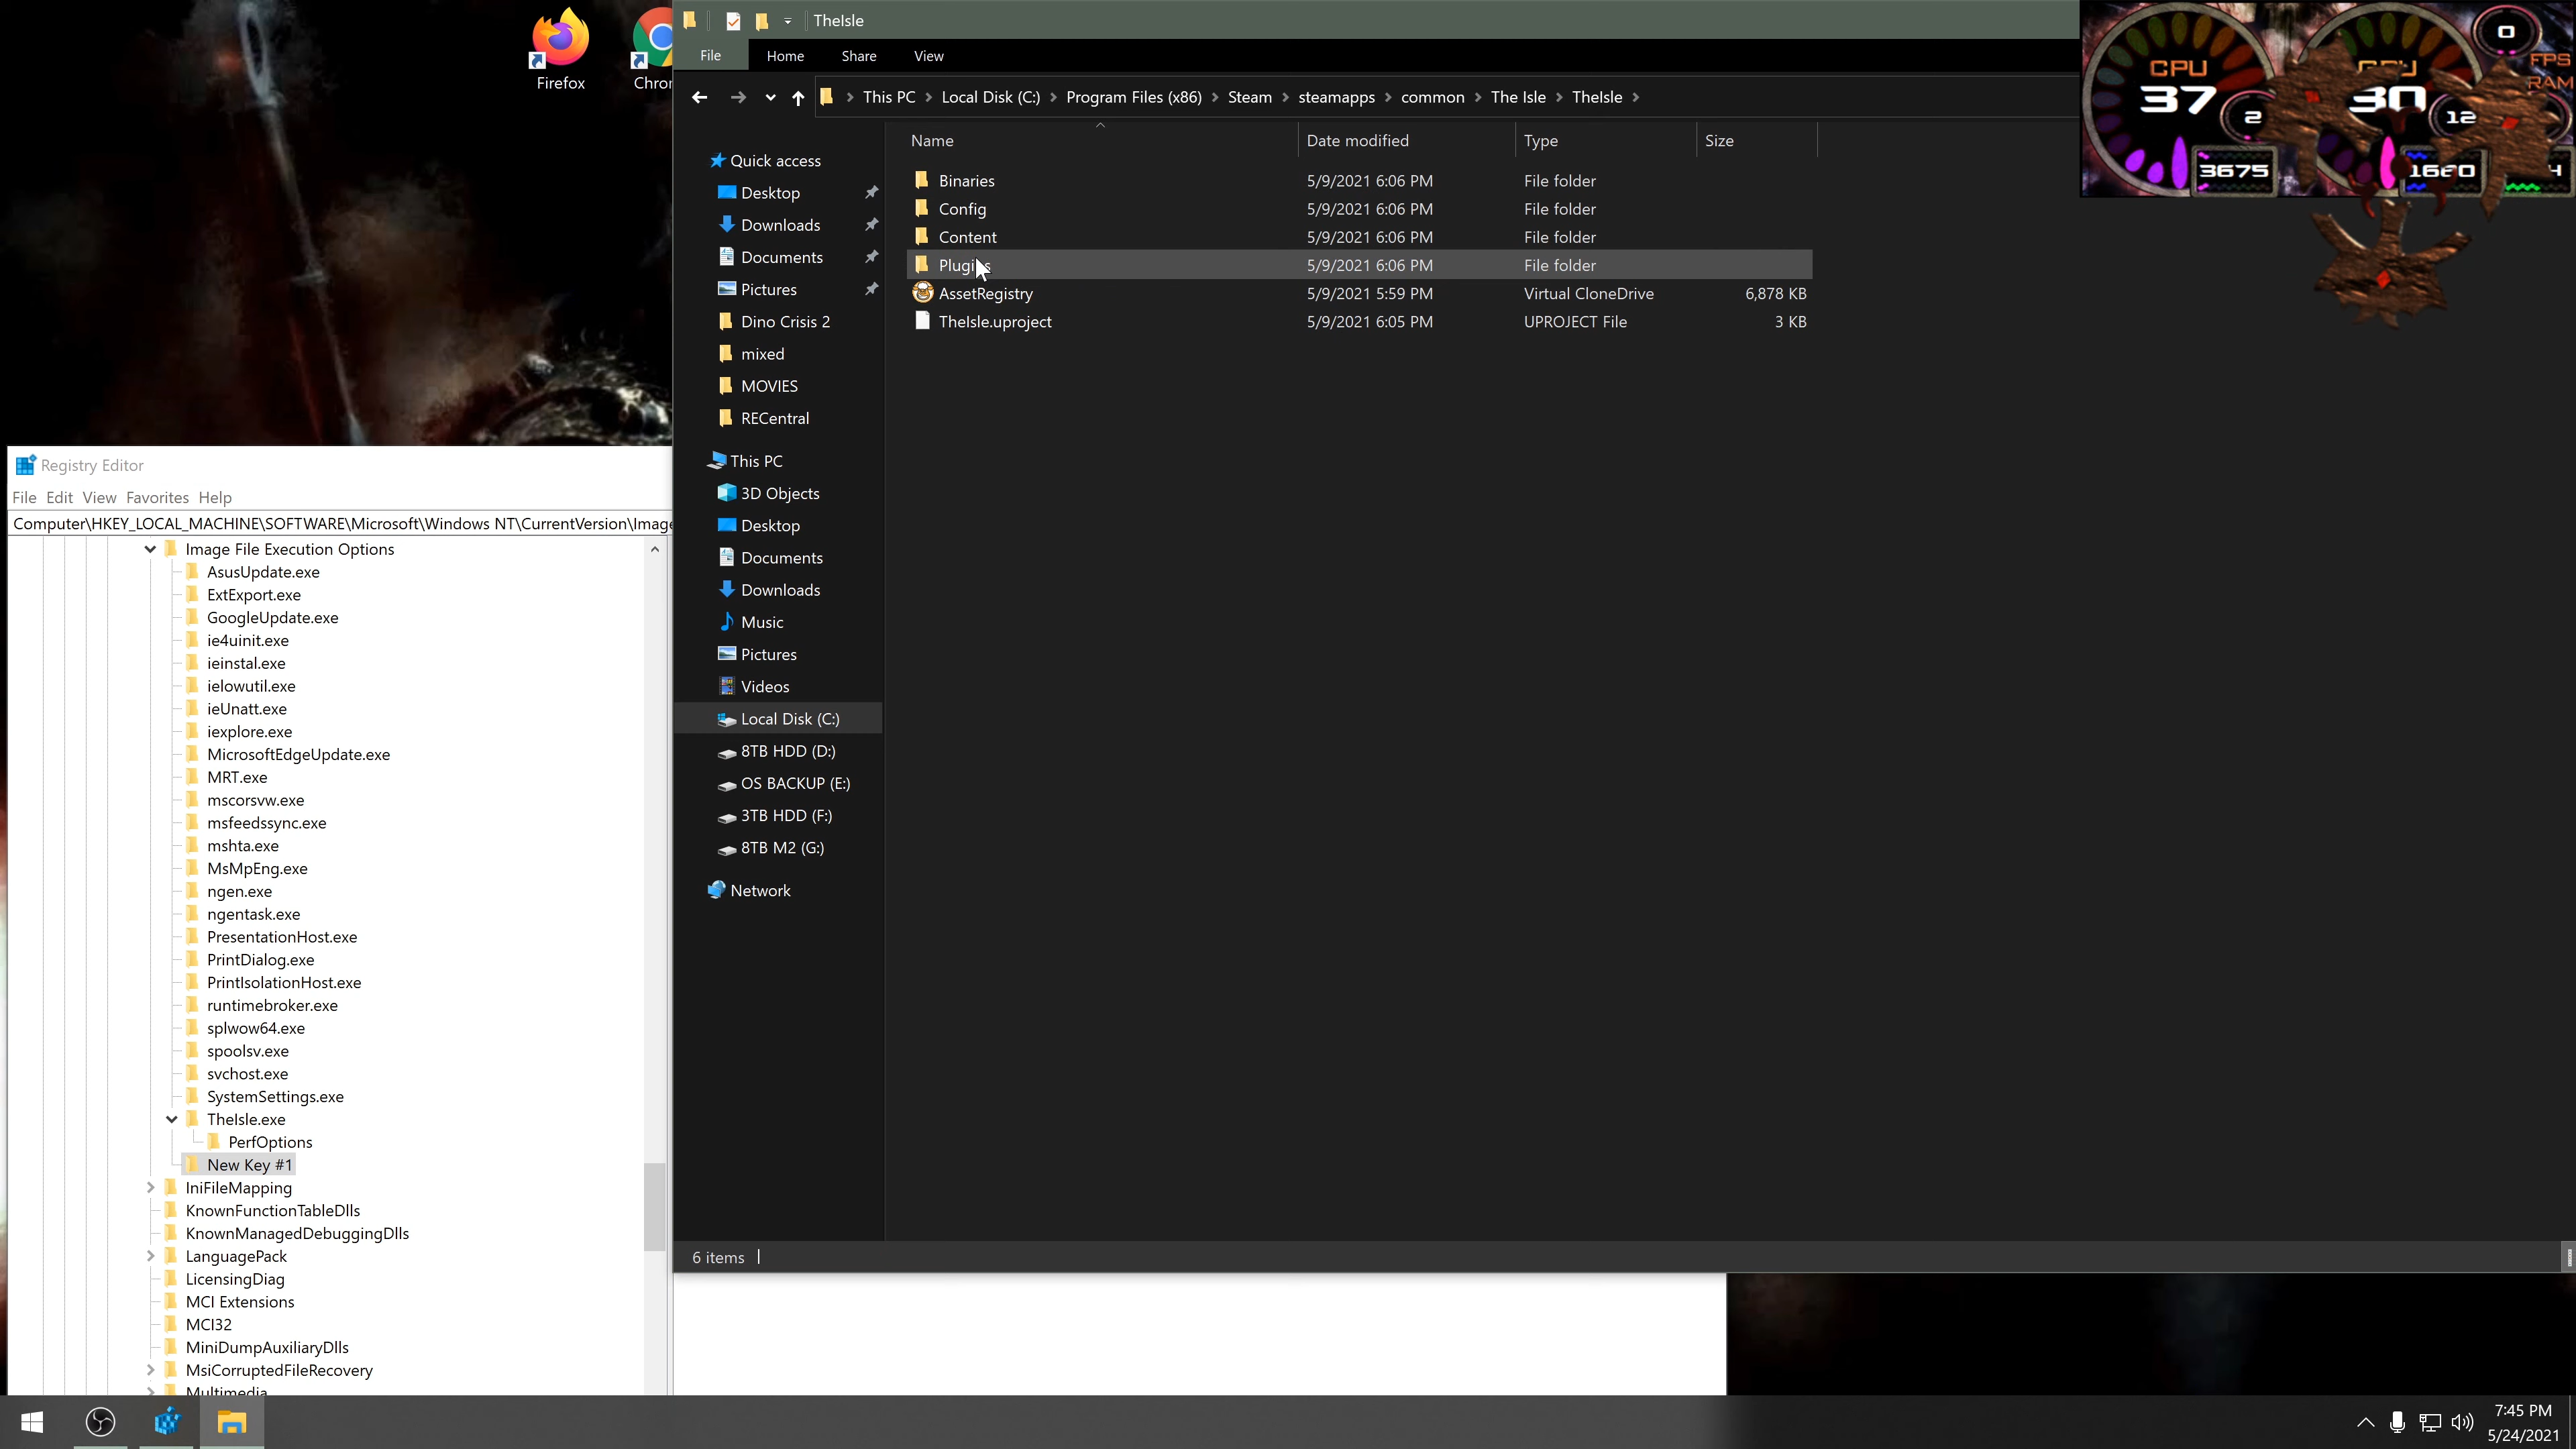 Firefox
Chror
TheIsle
File Home Share View
This PC Local Disk (C:) Program Files (x86) Steam steamapps common The Isle TheIsle
Name Date modified Type Size
Binaries 5/9/2021 6:06 PM File folder
Config 5/9/2021 6:06 PM File folder
Content 5/9/2021 6:06 PM File folder
Plugins 5/9/2021 6:06 PM File folder
AssetRegistry 5/9/2021 5:59 PM Virtual CloneDrive 6,878 KB
TheIsle.uproject 5/9/2021 6:05 PM UPROJECT File 3 KB
Quick access
Desktop
Downloads
Documents
Pictures
Dino Crisis 2
mixed
MOVIES
RECentral
This PC
3D Objects
Desktop
Documents
Downloads
Music
Pictures
Videos
Local Disk (C:)
8TB HDD (D:)
OS BACKUP (E:)
3TB HDD (F:)
8TB M2 (G:)
Network
6 items
CPU
37
2
3675
30
12
1660
0
FPS
RAM
4
Registry Editor
File Edit View Favorites Help
Computer\HKEY_LOCAL_MACHINE\SOFTWARE\Microsoft\Windows NT\CurrentVersion\Image
Image File Execution Options
AsusUpdate.exe
ExtExport.exe
GoogleUpdate.exe
ie4uinit.exe
ieinstal.exe
ielowutil.exe
ieUnatt.exe
iexplore.exe
MicrosoftEdgeUpdate.exe
MRT.exe
mscorsvw.exe
msfeedssync.exe
mshta.exe
MsMpEng.exe
ngen.exe
ngentask.exe
PresentationHost.exe
PrintDialog.exe
PrintIsolationHost.exe
runtimebroker.exe
splwow64.exe
spoolsv.exe
svchost.exe
SystemSettings.exe
TheIsle.exe
PerfOptions
New Key #1
IniFileMapping
KnownFunctionTableDlls
KnownManagedDebuggingDlls
LanguagePack
LicensingDiag
MCI Extensions
MCI32
MiniDumpAuxiliaryDlls
MsiCorruptedFileRecovery
Multimedia
7:45 PM
5/24/2021